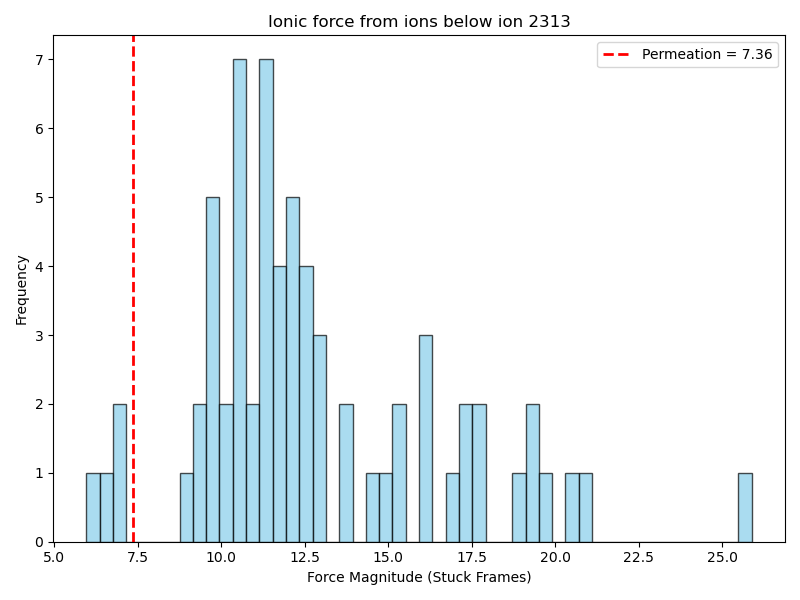 Ionic force from ions below ion 2313
Permeation = 7.36
7
6
5
4
3
2
1
0
Frequency
5.0 7.5 10.0 12.5 15.0 17.5 20.0 22.5 25.0
Force Magnitude (Stuck Frames)